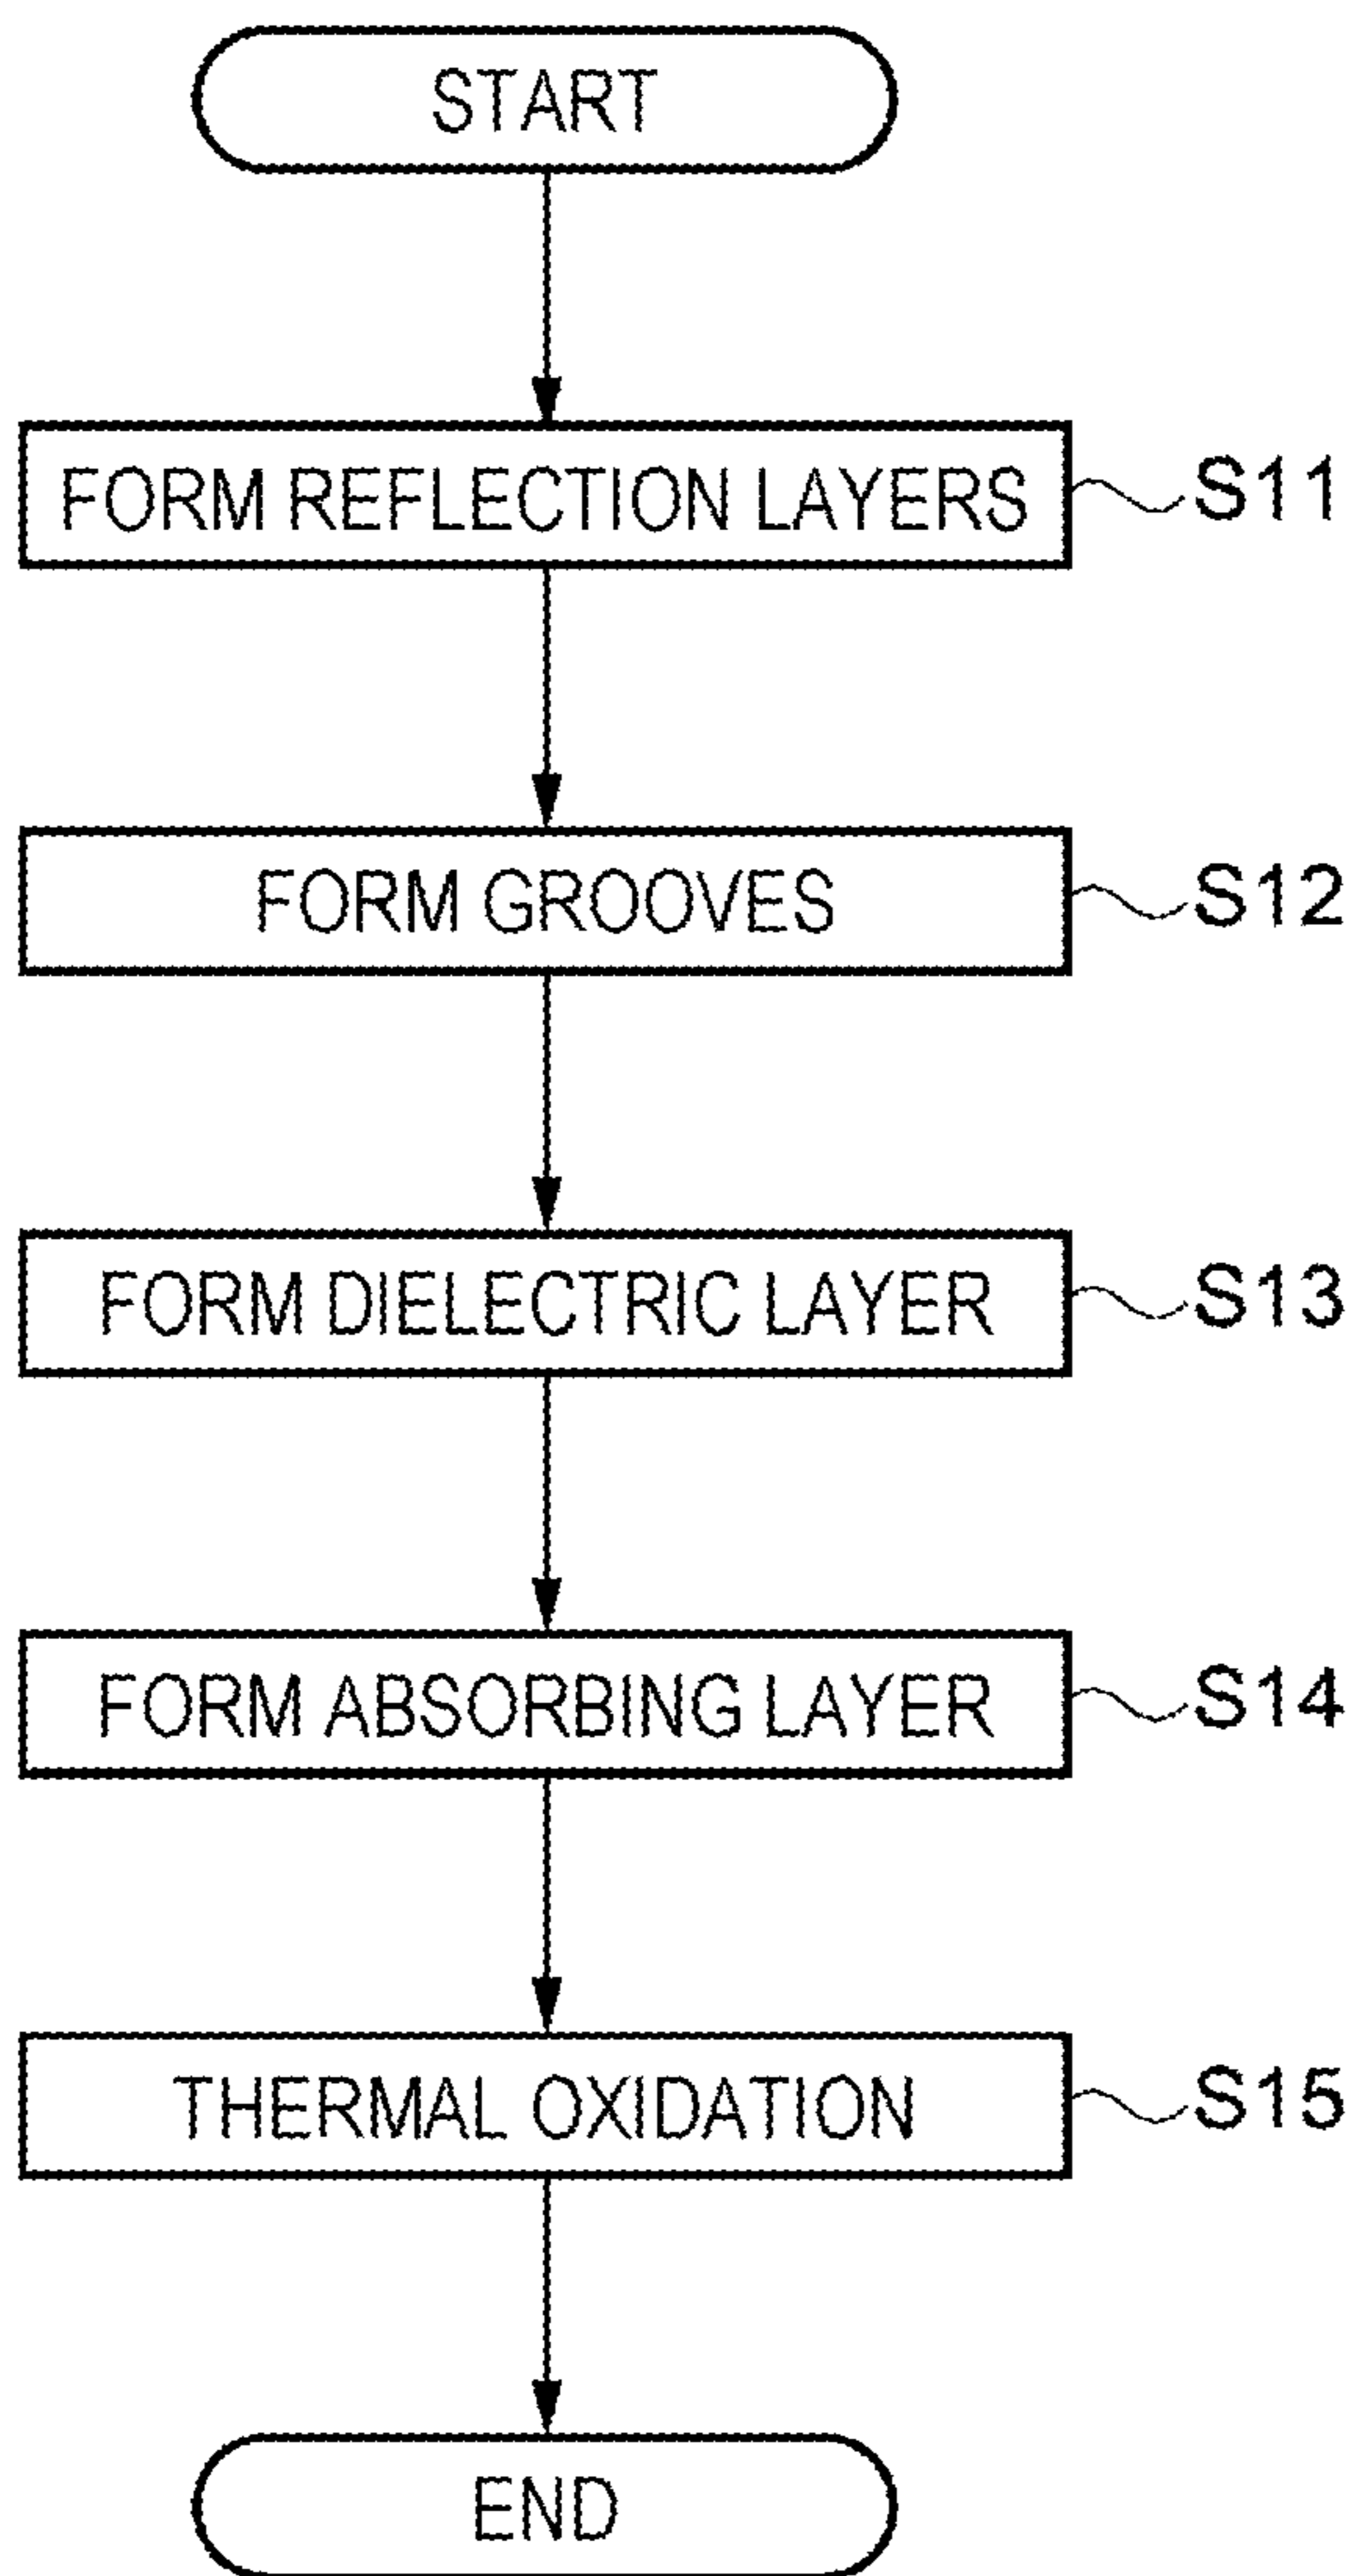 START
FORM REFLECTION LAYERS S11
FORM GROOVES S12
FORM DIELECTRIC LAYER S13
FORM ABSORBING LAYER S14
THERMAL OXIDATION S15
END